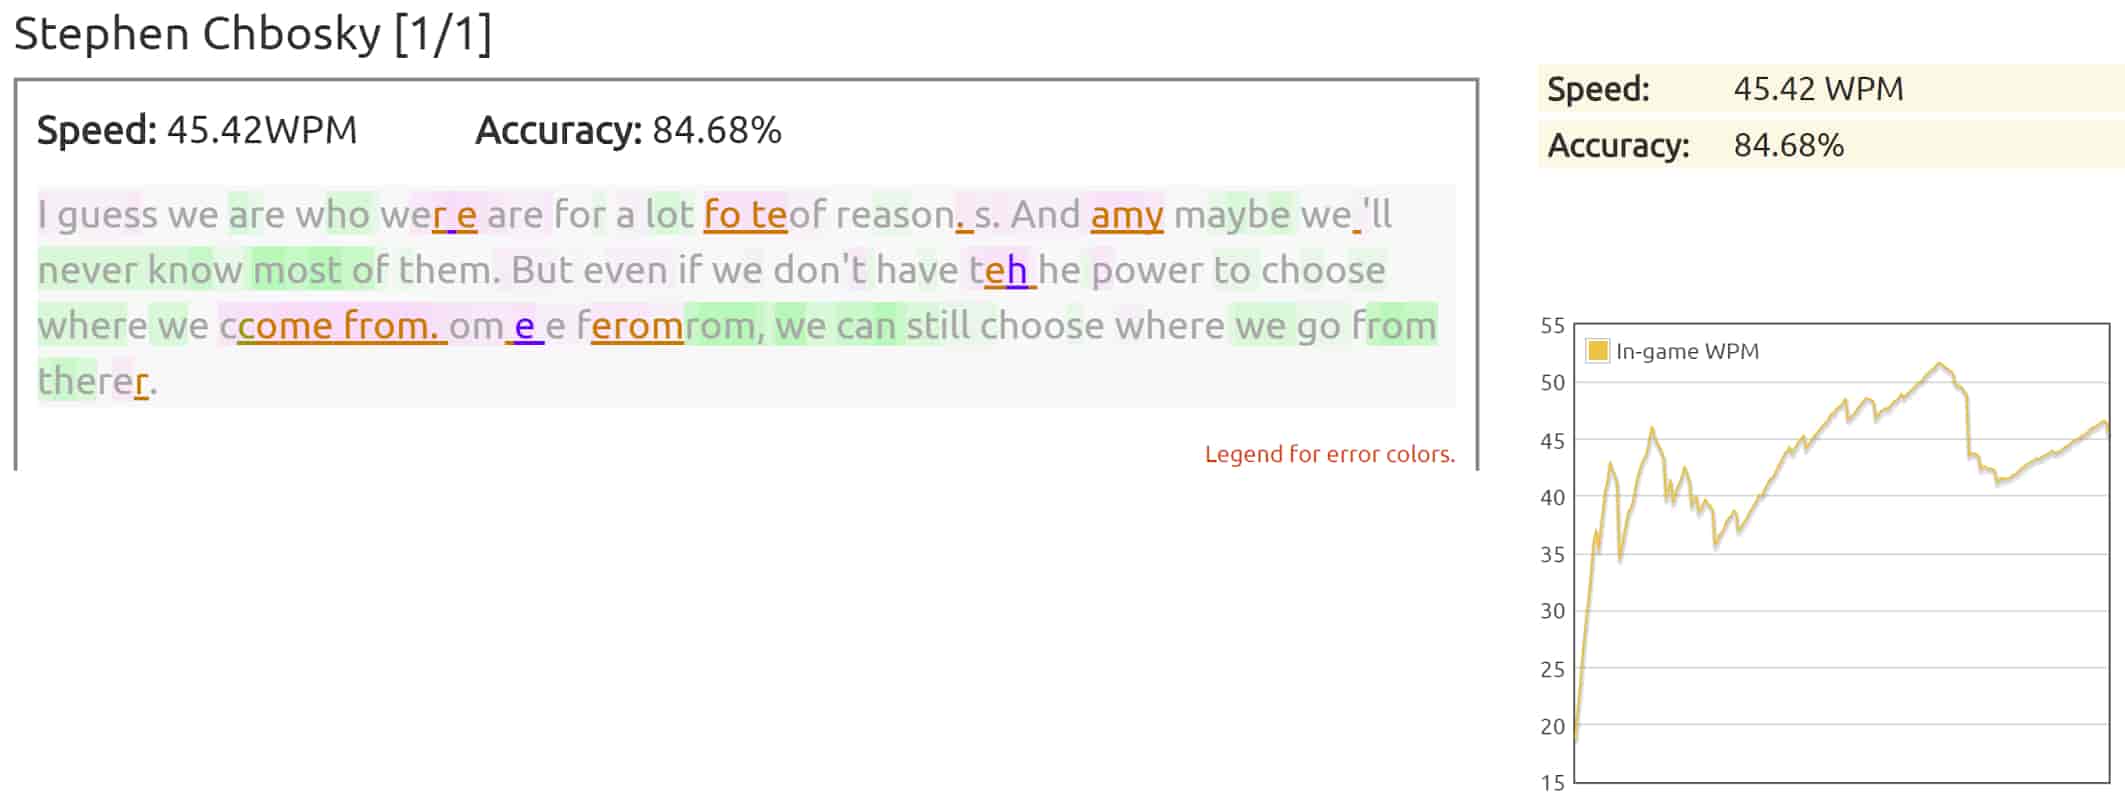 Stephen Chbosky [1/1]
Speed: 45.42WPM Accuracy: 84.68%
I guess we are who wer e are for a lot fo teof reason. s. And amy maybe we 'll
never know most of them. But even if we don't have teh he power to choose
where we ccome from. om e e feromrom, we can still choose where we go from
therer.
Legend for error colors.
Speed: 45.42 WPM
Accuracy: 84.68%
In-game WPM
55
50
45
40
35
30
25
20
15